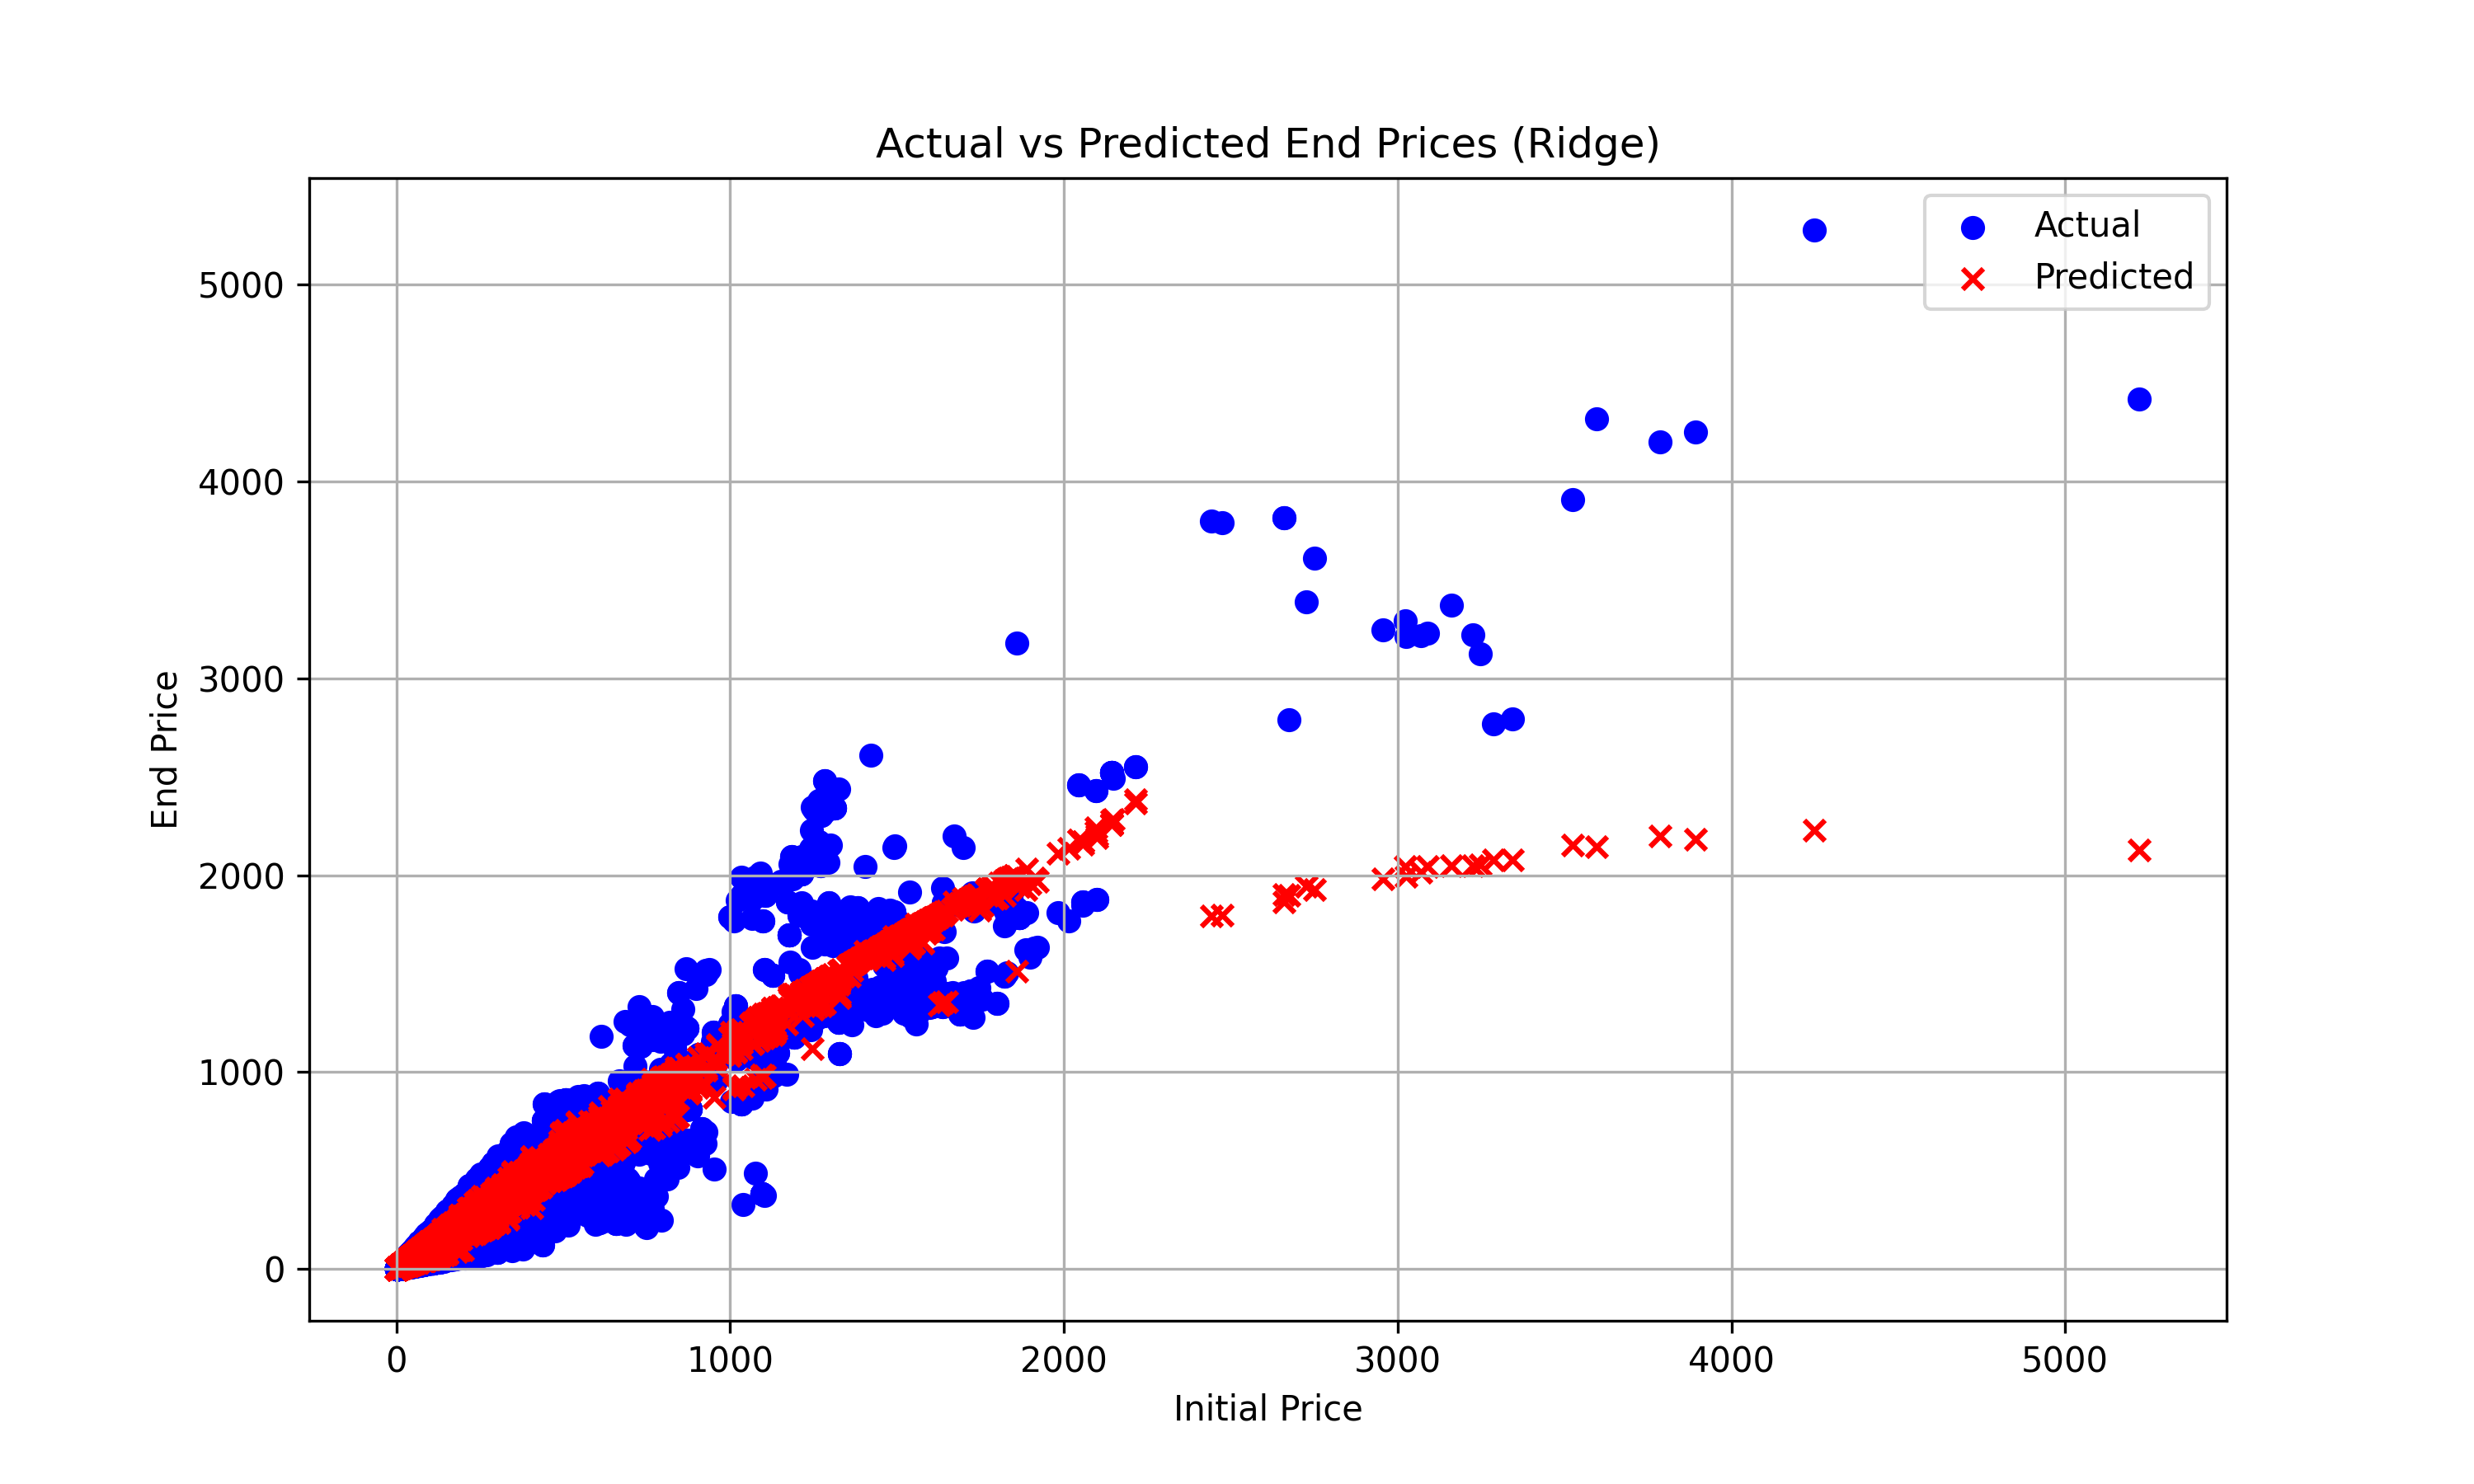 Actual vs Predicted End Prices (Ridge)
Actual
Predicted
5000
4000
3000
2000
1000
0
End Price
0 1000 2000 3000 4000 5000
Initial Price